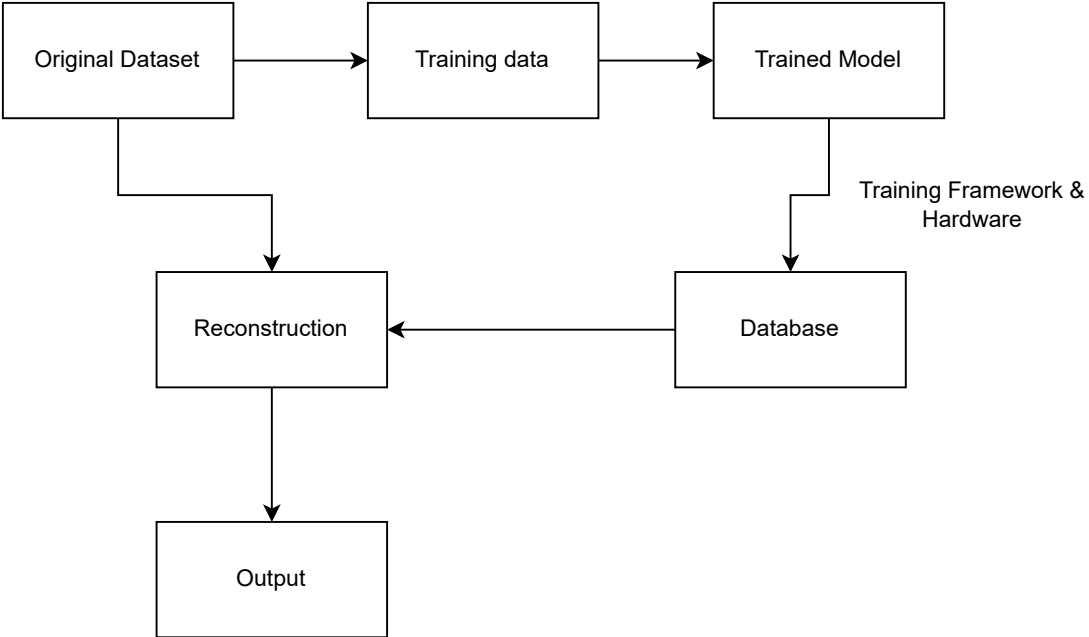 Original Dataset
Training data
Trained Model
Training Framework &
Hardware
Reconstruction
Database
Output